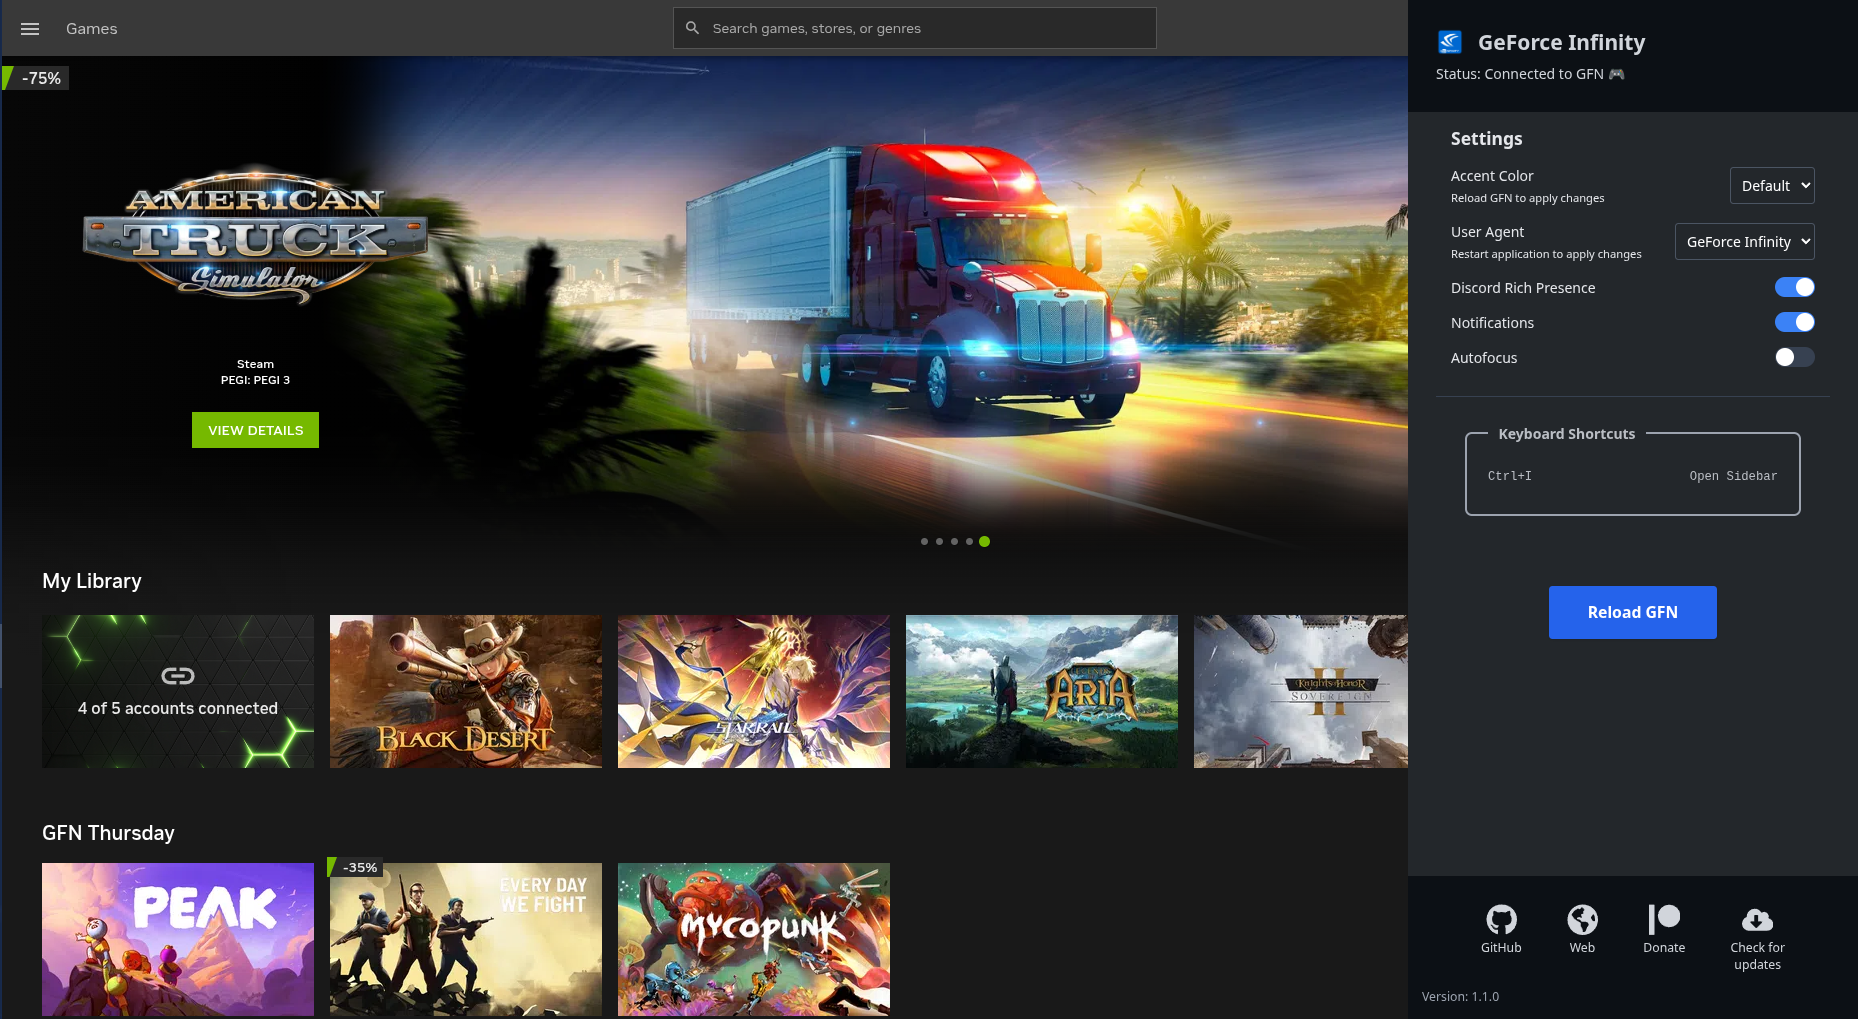 Games
Search games, stores, or genres
-75%
AMERICAN
TRUCK
Simulator
Steam
PEGI: PEGI 3
VIEW DETAILS
My Library
4 of 5 accounts connected
BLACK DESERT
STAR RAIL
LEGENDS
ARIA
Knights of Honor
II
SOVEREIGN
GFN Thursday
PEAK
-35%
EVERY DAY
WE FIGHT
MYCOPUNK
GeForce Infinity
Status: Connected to GFN 🎮
Settings
Accent Color
Default
Reload GFN to apply changes
User Agent
GeForce Infinity
Restart application to apply changes
Discord Rich Presence
Notifications
Autofocus
Keyboard Shortcuts
Ctrl+I Open Sidebar
Reload GFN
GitHub
Web
Donate
Check for
updates
Version: 1.1.0